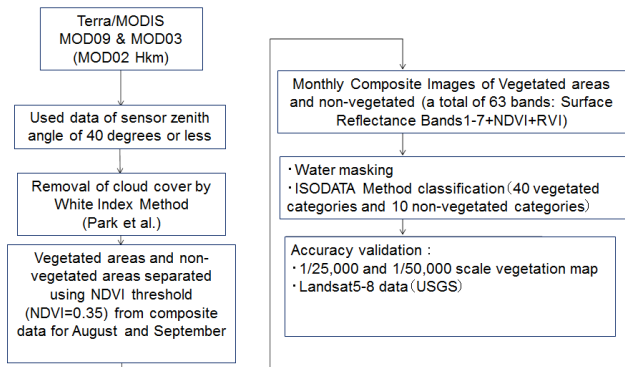 Terra/MODIS
MOD09 & MOD03
(MOD02 Hkm)
Used data of sensor zenith
angle of 40 degrees or less
Removal of cloud cover by
White Index Method
(Park et al.)
Vegetated areas and non-
vegetated areas separated
using NDVI threshold
(NDVI=0.35) from composite
data for August and September
Monthly Composite Images of Vegetated areas
and non-vegetated (a total of 63 bands: Surface
Reflectance Bands1-7+NDVI+RVI)
・Water masking
・ISODATA Method classification(40 vegetated
categories and 10 non-vegetated categories)
Accuracy validation:
・1/25,000 and 1/50,000 scale vegetation map
・Landsat5-8 data(USGS)